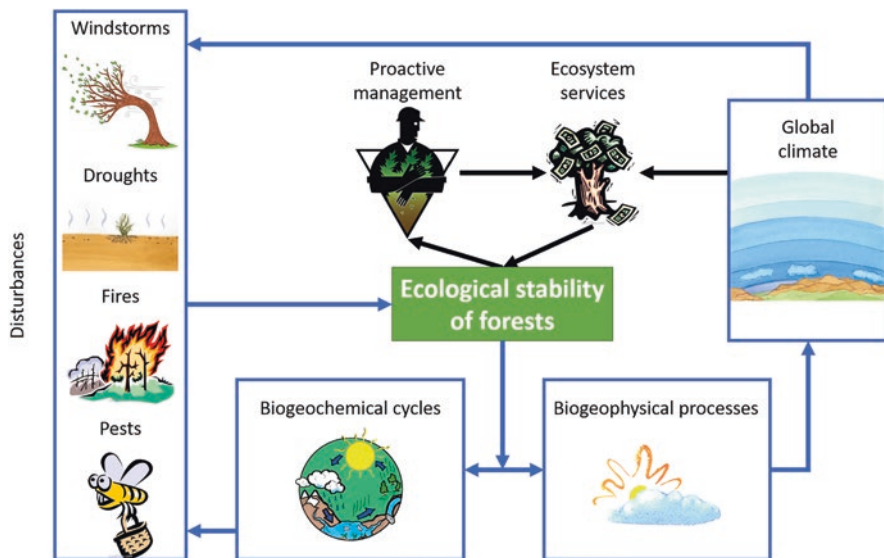 Windstorms
Droughts
Fires
Pests
Disturbances
Proactive
management
Ecosystem
services
Global
climate
Ecological stability
of forests
Biogeochemical cycles
Biogeophysical processes